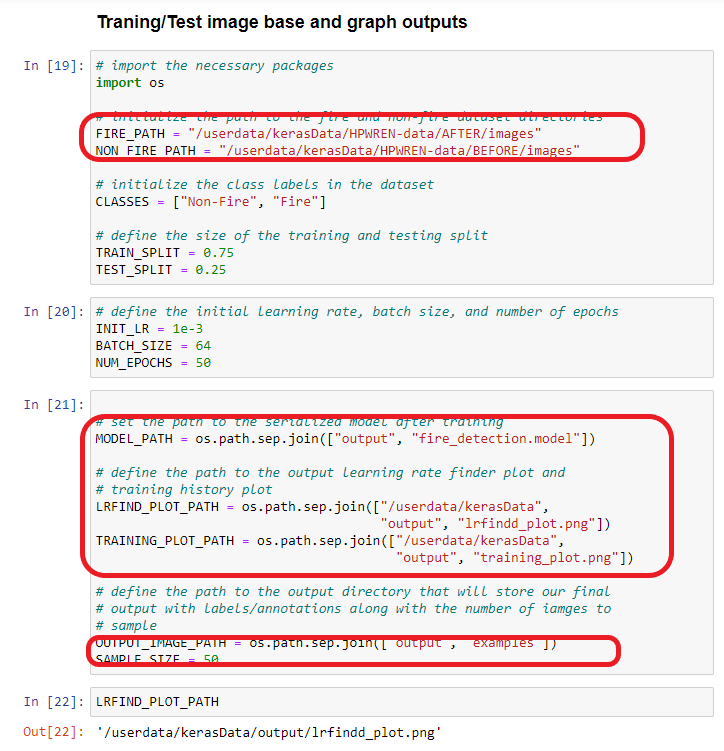 Traning/Test image base and graph outputs
In [19]:
# import the necessary packages
import os
# initialize the path to the fire and non-fire dataset directories
FIRE_PATH = "/userdata/kerasData/HPWREN-data/AFTER/images"
NON_FIRE_PATH = "/userdata/kerasData/HPWREN-data/BEFORE/images"
# initialize the class labels in the dataset
CLASSES = ["Non-Fire", "Fire"]
# define the size of the training and testing split
TRAIN_SPLIT = 0.75
TEST_SPLIT = 0.25
In [20]:
# define the initial learning rate, batch size, and number of epochs
INIT_LR = 1e-3
BATCH_SIZE = 64
NUM_EPOCHS = 50
In [21]:
# set the path to the serialized model after training
MODEL_PATH = os.path.sep.join(["output", "fire_detection.model"])
# define the path to the output learning rate finder plot and
# training history plot
LRFIND_PLOT_PATH = os.path.sep.join(["/userdata/kerasData",
"output", "lrfindd_plot.png"])
TRAINING_PLOT_PATH = os.path.sep.join(["/userdata/kerasData",
"output", "training_plot.png"])
# define the path to the output directory that will store our final
# output with labels/annotations along with the number of iamges to
# sample
OUTPUT_IMAGE_PATH = os.path.sep.join(["output", "examples"])
SAMPLE_SIZE = 50
In [22]:
LRFIND_PLOT_PATH
Out[22]:
'/userdata/kerasData/output/lrfindd_plot.png'